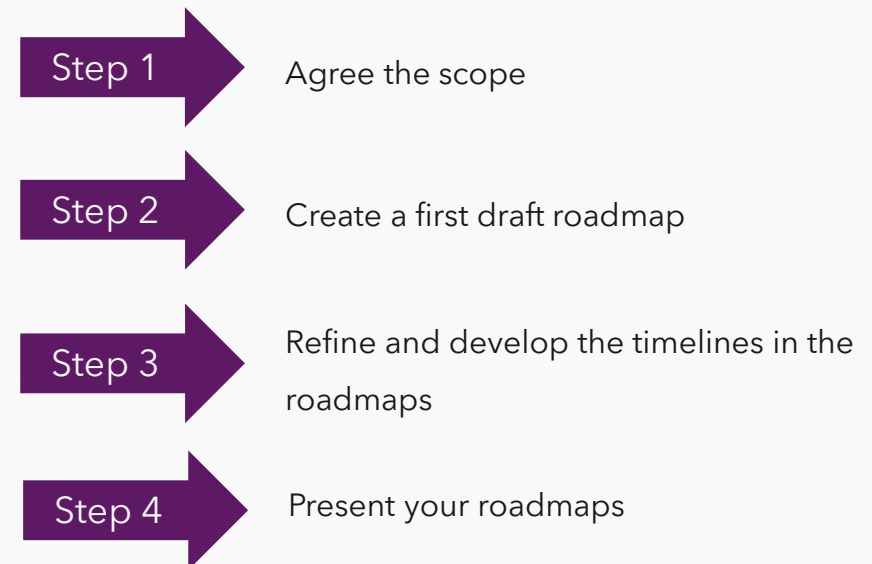 Step 1
Agree the scope
Step 2
Create a first draft roadmap
Step 3
Refine and develop the timelines in the
roadmaps
Step 4
Present your roadmaps